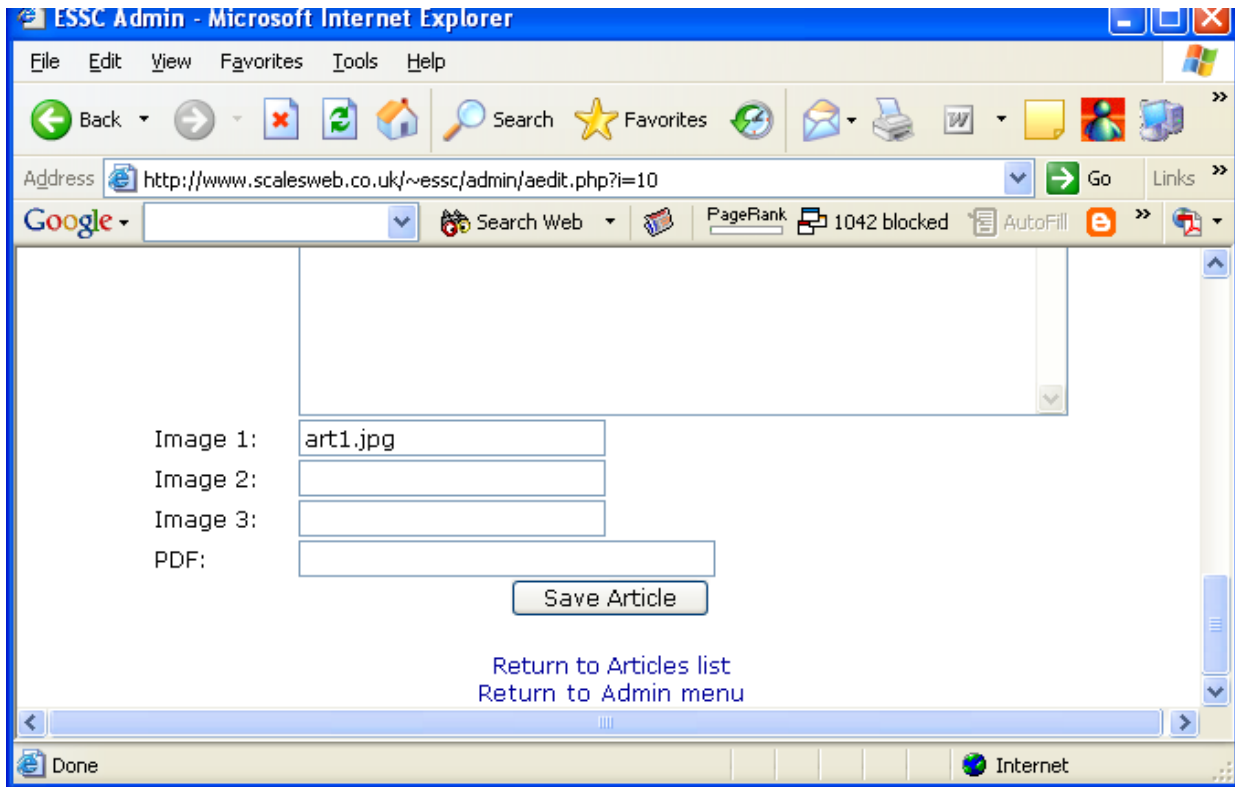 ESSC Admin - Microsoft Internet Explorer
File Edit View Favorites Tools Help
Back Search Favorites W »
Address http://www.scalesweb.co.uk/~essc/admin/aedit.php?i=10 Go Links »
Google Search Web PageRank 1042 blocked AutoFill »
Image 1: art1.jpg
Image 2:
Image 3:
PDF:
Save Article
Return to Articles list
Return to Admin menu
Done Internet